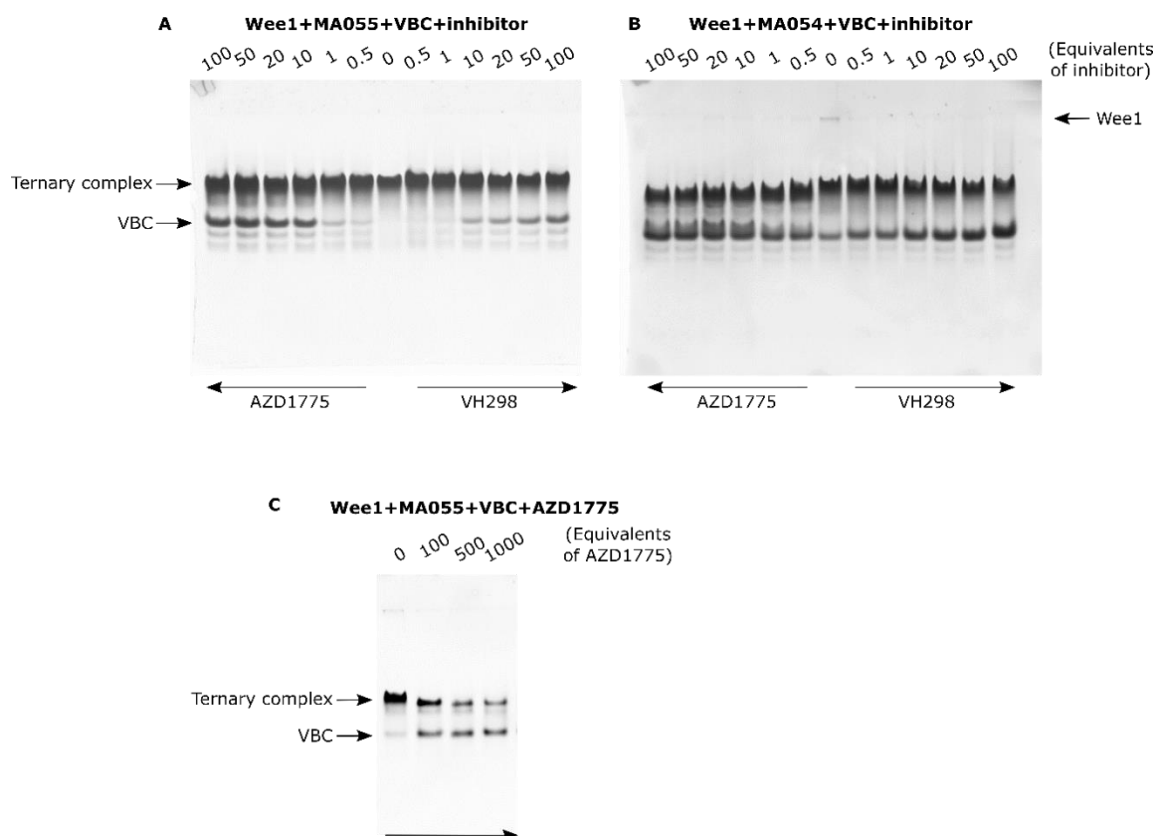 A Wee1+MA055+VBC+inhibitor
100 50 20 10 1 0.5 0 0.5 1 10 20 50 100
Ternary complex
VBC
AZD1775 VH298
B Wee1+MA054+VBC+inhibitor
100 50 20 10 1 0.5 0 0.5 1 10 20 50 100
(Equivalents
of inhibitor)
Wee1
AZD1775 VH298
C Wee1+MA055+VBC+AZD1775
0 100 500 1000
(Equivalents
of AZD1775)
Ternary complex
VBC